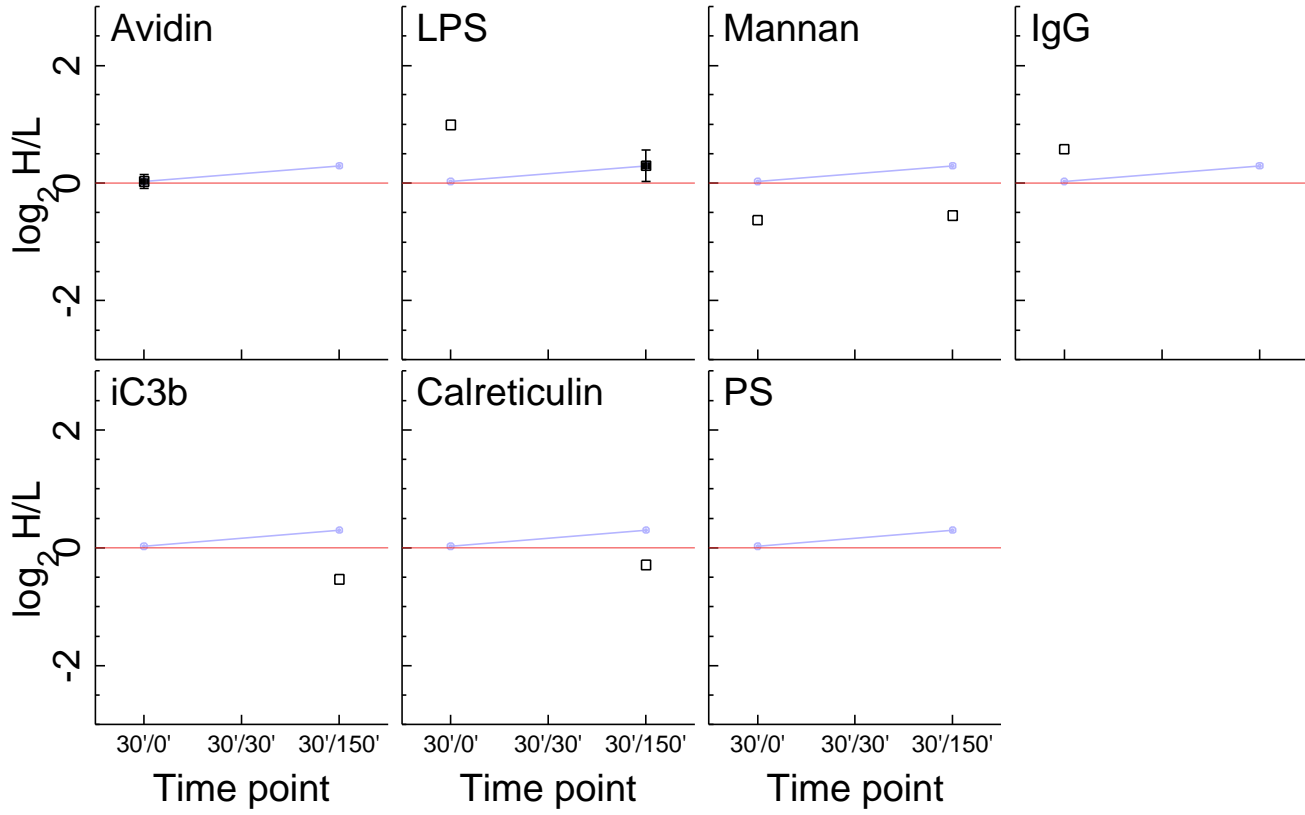 Avidin LPS Mannan IgG
2
0
-2
log2 H/L
iC3b Calreticulin PS
2
0
-2
log2 H/L
30'/0' 30'/30' 30'/150' 30'/0' 30'/30' 30'/150' 30'/0' 30'/30' 30'/150'
Time point Time point Time point